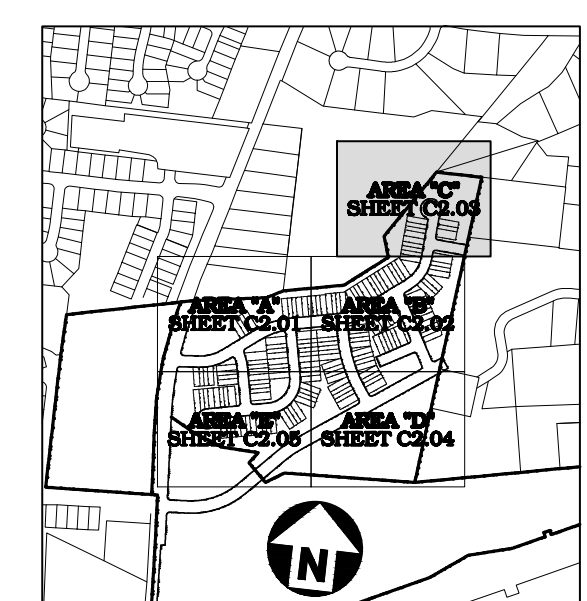 AREA "C"
SHEET C2.03
AREA "A"
SHEET C2.01
AREA "B"
SHEET C2.02
AREA "E"
SHEET C2.05
AREA "D"
SHEET C2.04
N